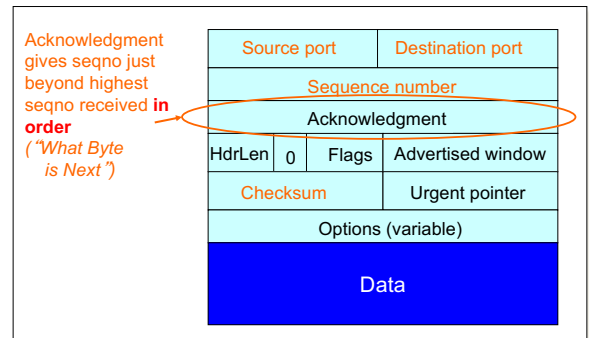 Acknowledgment
gives seqno just
beyond highest
seqno received in
order
(“What Byte
is Next”)
Source port
Destination port
Sequence number
Acknowledgment
HdrLen
0
Flags
Advertised window
Checksum
Urgent pointer
Options (variable)
Data